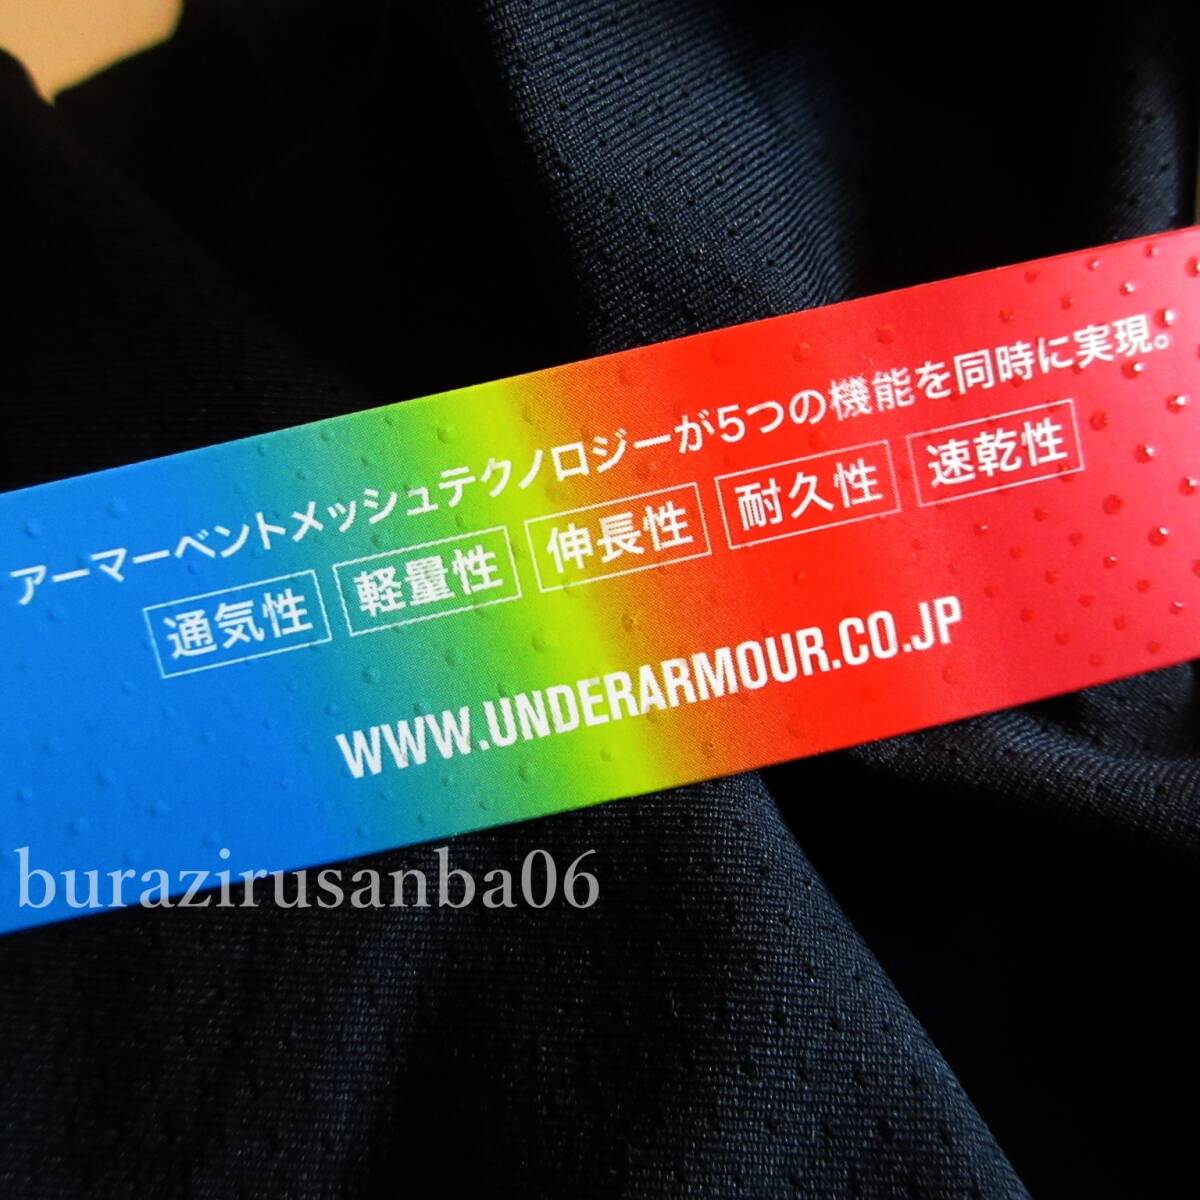 アーマーベントメッシュテクノロジーが5つの機能を同時に実現。
通気性 軽量性 伸長性 耐久性 速乾性
WWW.UNDERARMOUR.CO.JP
burazirusanba06